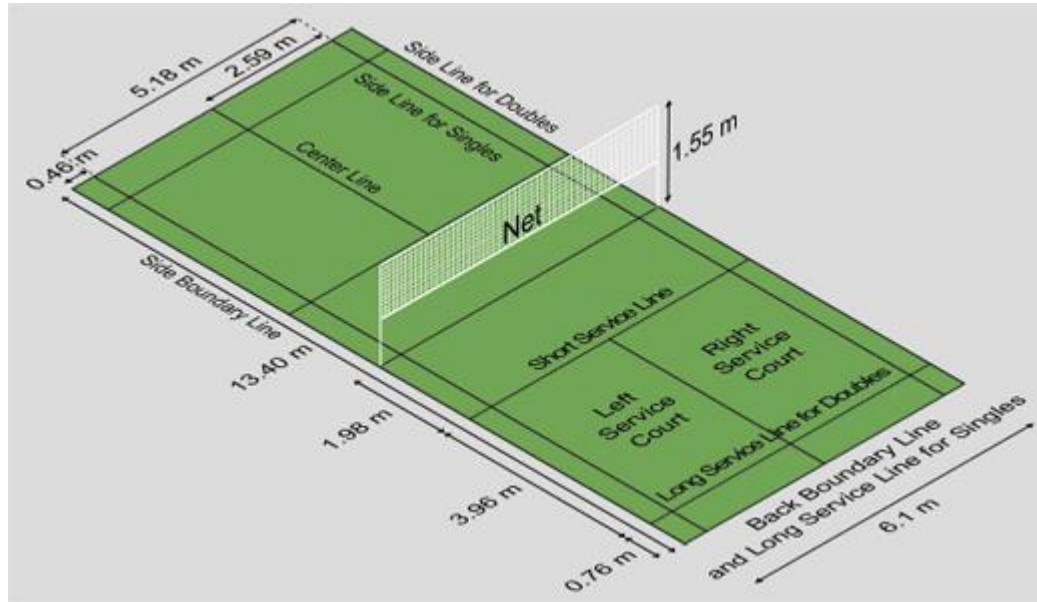 5.18 m
2.59 m
0.46 m
Side Line for Doubles
Side Line for Singles
Center Line
1.55 m
Net
Side Boundary Line
13.40 m
1.98 m
3.96 m
0.76 m
Short Service Line
Right
Service
Court
Left
Service
Court
Long Service Line for Doubles
Back Boundary Line
and Long Service Line for Singles
6.1 m